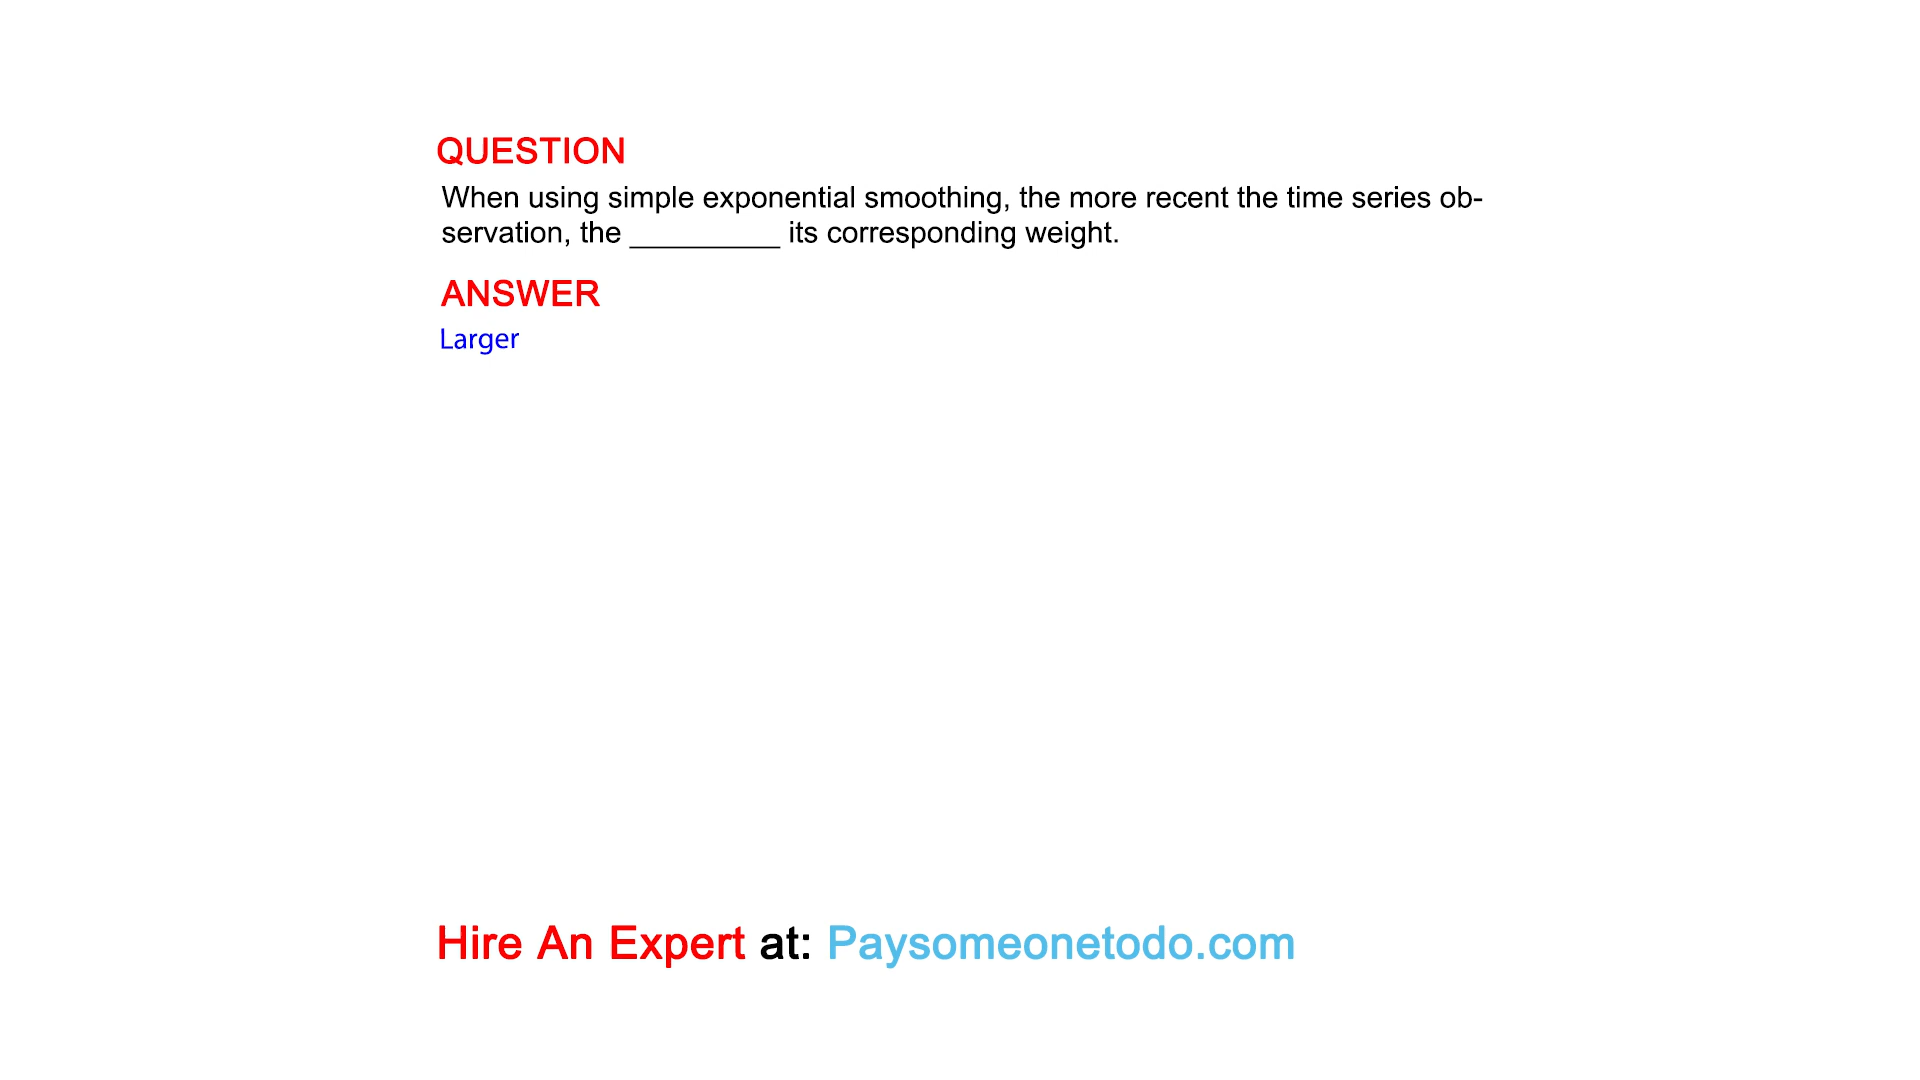 QUESTION
When using simple exponential smoothing, the more recent the time series ob-
servation, the _________ its corresponding weight.
ANSWER
Larger
Hire An Expert at: Paysomeonetodo.com